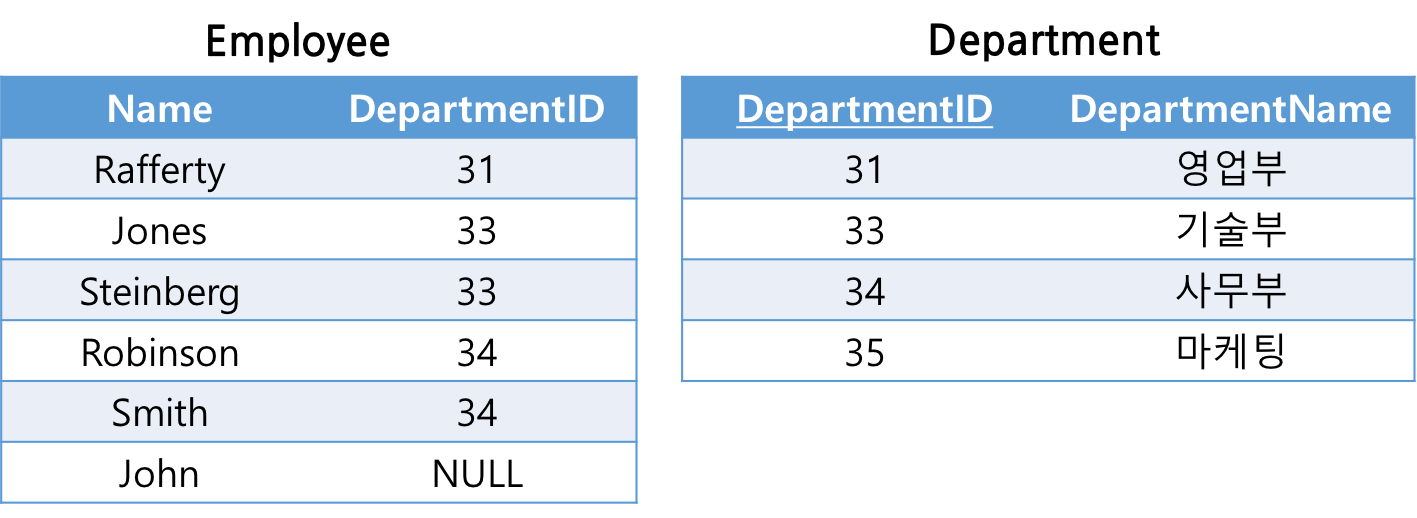 Employee
Name DepartmentID
Rafferty 31
Jones 33
Steinberg 33
Robinson 34
Smith 34
John NULL
Department
DepartmentID DepartmentName
31 영업부
33 기술부
34 사무부
35 마케팅